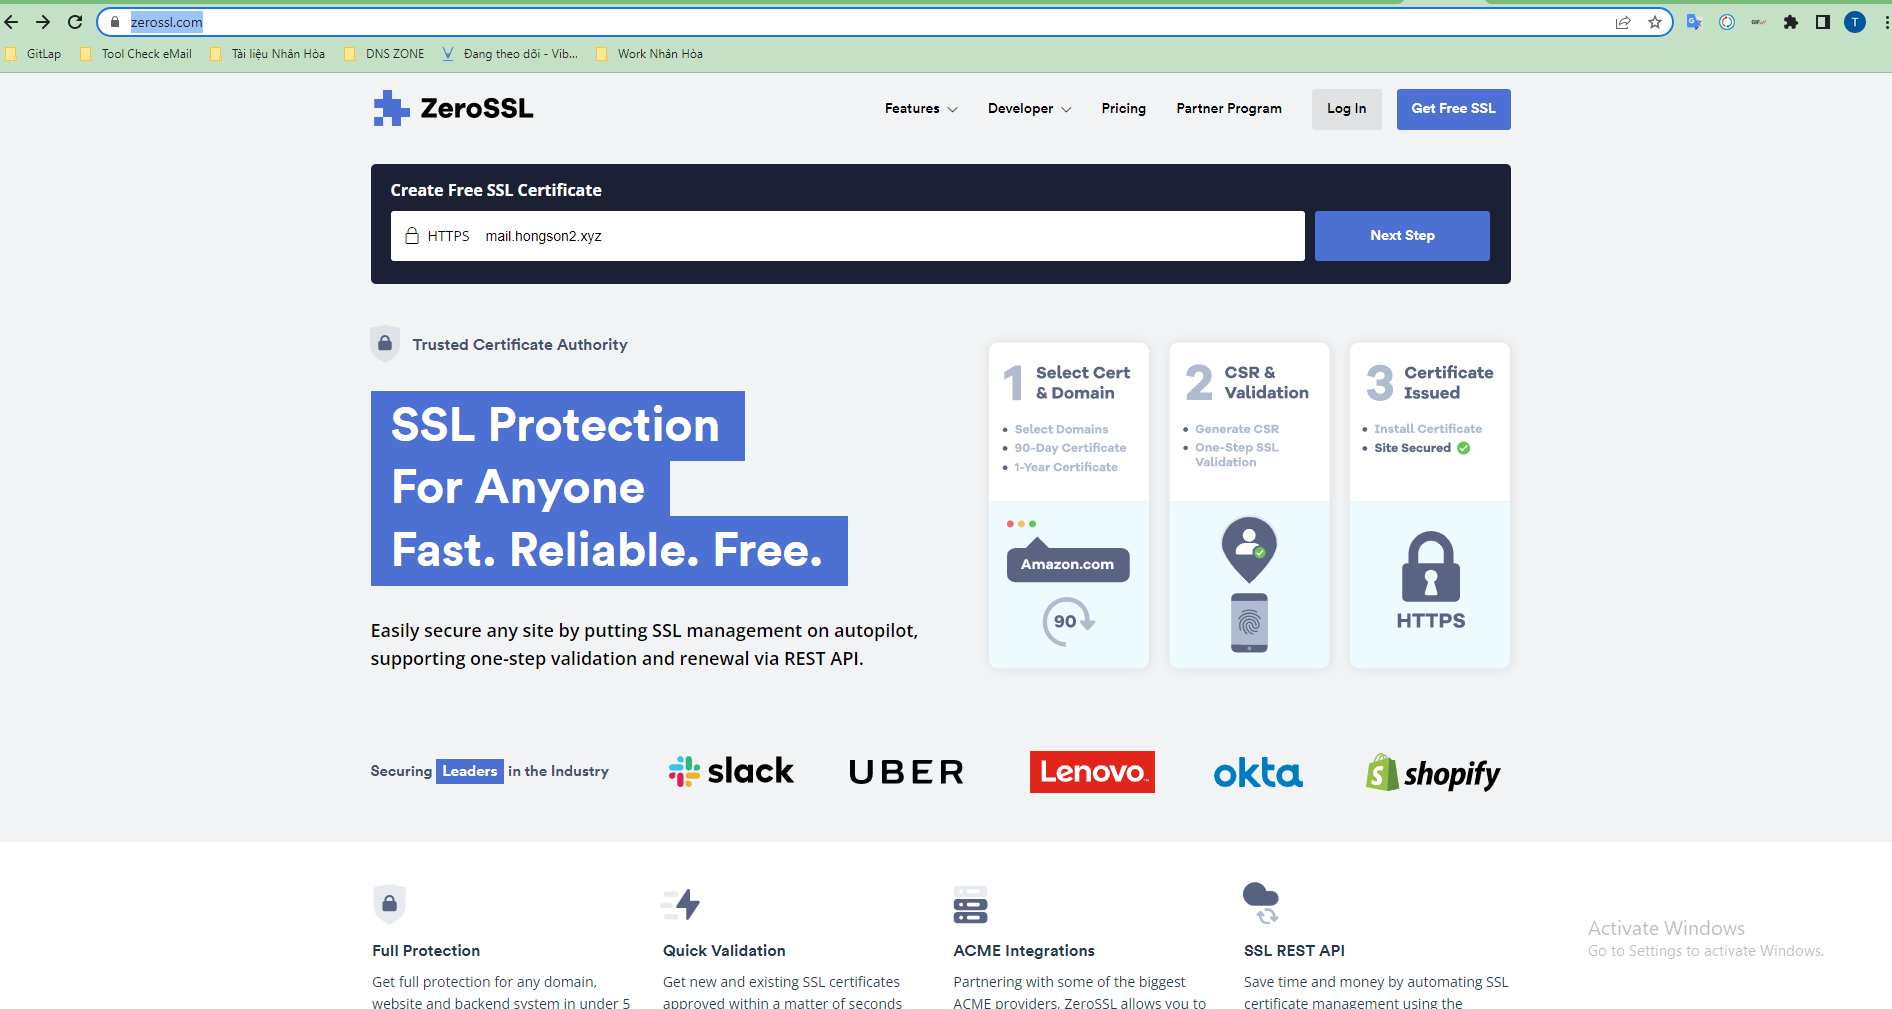 zerossl.com
GitLap
Tool Check eMail
Tài liệu Nhân Hòa
DNS ZONE
Đang theo dõi - Vib...
Work Nhân Hòa
T
ZeroSSL
Features
Developer
Pricing
Partner Program
Log In
Get Free SSL
Create Free SSL Certificate
HTTPS mail.hongson2.xyz
Next Step
Trusted Certificate Authority
SSL Protection
For Anyone
Fast. Reliable. Free.
Easily secure any site by putting SSL management on autopilot,
supporting one-step validation and renewal via REST API.
1 Select Cert
& Domain
• Select Domains
• 90-Day Certificate
• 1-Year Certificate
Amazon.com
90
2 CSR &
Validation
• Generate CSR
• One-Step SSL
Validation
3 Certificate
Issued
• Install Certificate
• Site Secured
HTTPS
Securing Leaders in the Industry
slack
UBER
Lenovo
okta
shopify
Full Protection
Get full protection for any domain,
website and backend system in under 5
Quick Validation
Get new and existing SSL certificates
approved within a matter of seconds
ACME Integrations
Partnering with some of the biggest
ACME providers, ZeroSSL allows you to
SSL REST API
Save time and money by automating SSL
certificate management using the
Activate Windows
Go to Settings to activate Windows.